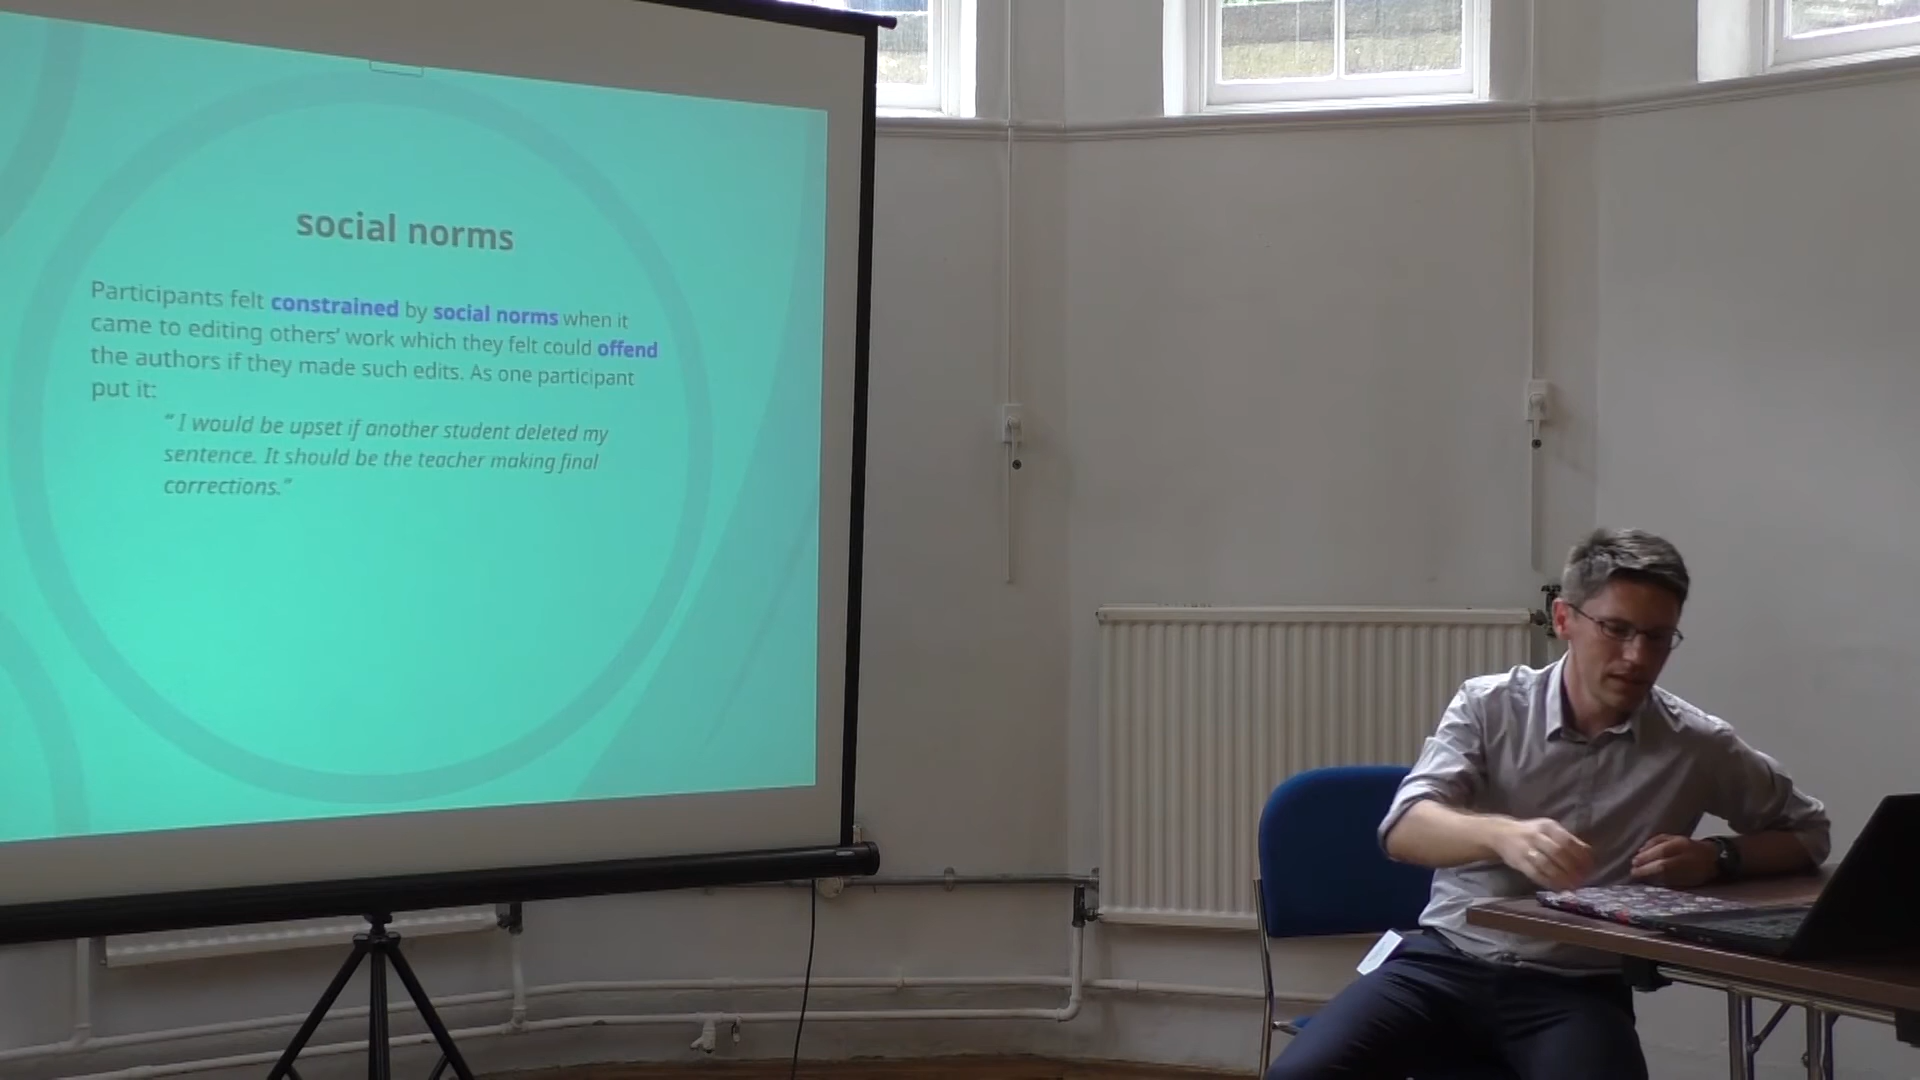 social norms
Participants felt constrained by social norms when it
came to editing others' work which they felt could offend
the authors if they made such edits. As one participant
put it:
“ I would be upset if another student deleted my
sentence. It should be the teacher making final
corrections.”